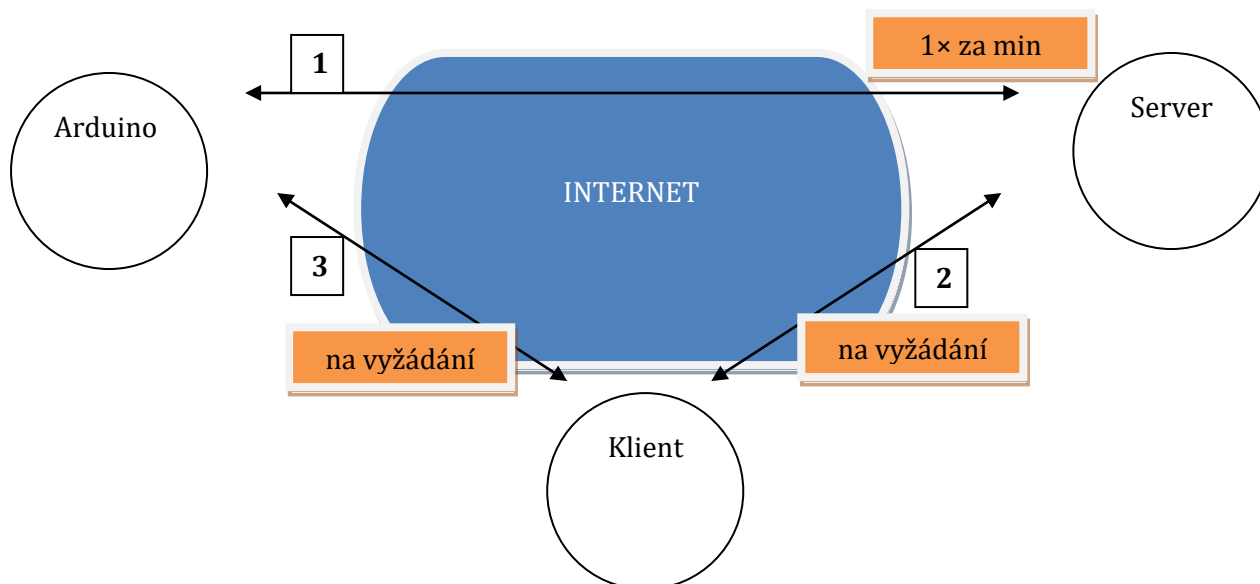 1× za min
1
Arduino
Server
INTERNET
3
2
na vyžádání
na vyžádání
Klient